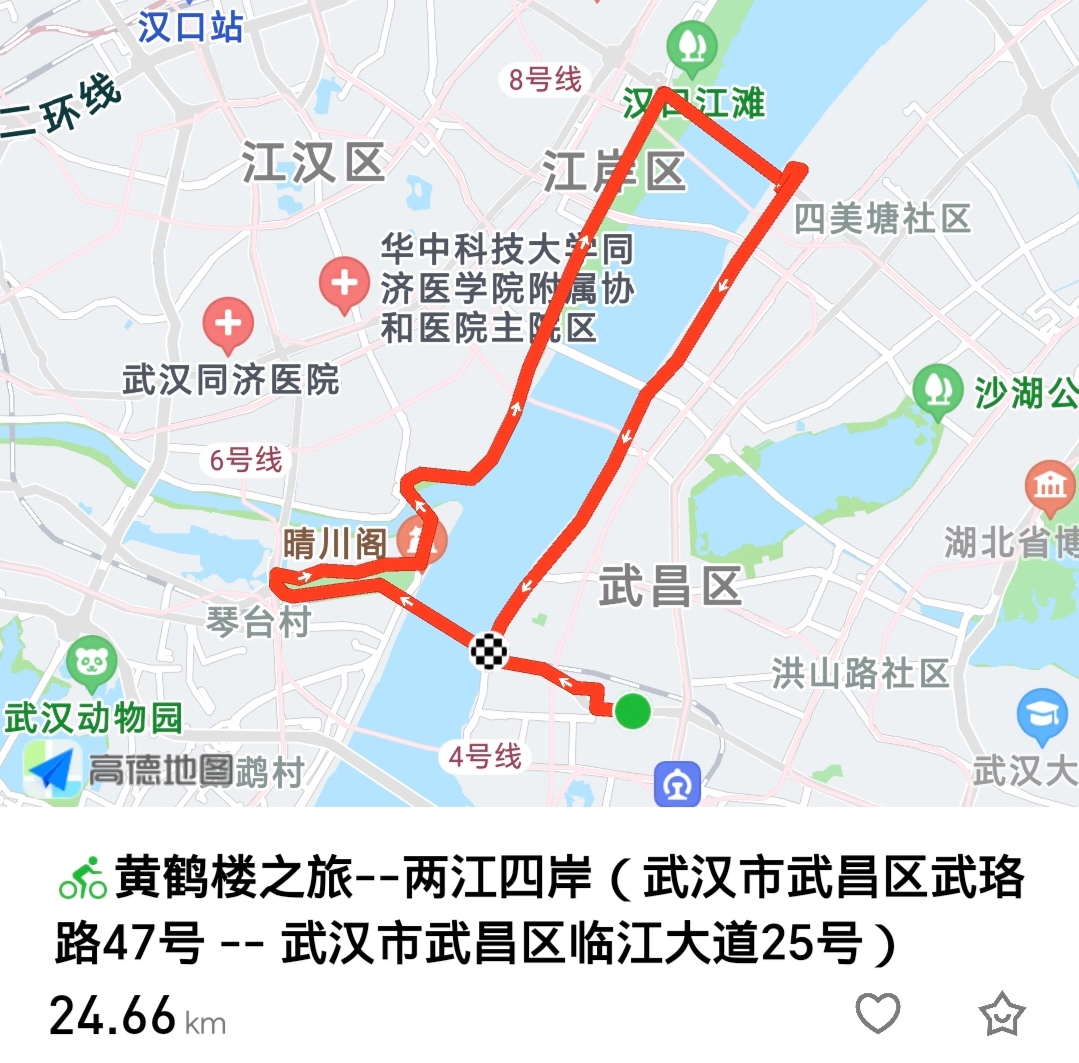 汉口站
二环线
8号线
汉口江滩
江汉区
江岸区
四美塘社区
华中科技大学同
济医学院附属协
和医院主院区
武汉同济医院
沙湖公
6号线
晴川阁
湖北省博
武昌区
琴台村
洪山路社区
武汉动物园
4号线
高德地图
鹉村
武汉大
黄鹤楼之旅--两江四岸（武汉市武昌区武珞
路47号 -- 武汉市武昌区临江大道25号）
24.66 km